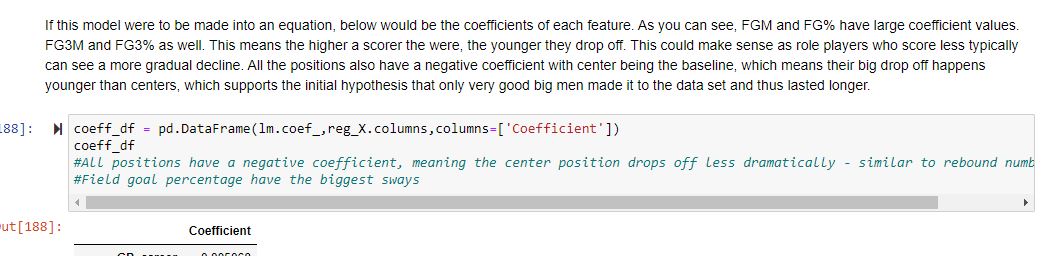 If this model were to be made into an equation, below would be the coefficients of each feature. As you can see, FGM and FG% have large coefficient values.
FG3M and FG3% as well. This means the higher a scorer the were, the younger they drop off. This could make sense as role players who score less typically
can see a more gradual decline. All the positions also have a negative coefficient with center being the baseline, which means their big drop off happens
younger than centers, which supports the initial hypothesis that only very good big men made it to the data set and thus lasted longer.
188]: coeff_df = pd.DataFrame(lm.coef_,reg_X.columns,columns=['Coefficient'])
coeff_df
#All positions have a negative coefficient, meaning the center position drops off less dramatically - similar to rebound numb
#Field goal percentage have the biggest sways
ut[188]:
Coefficient